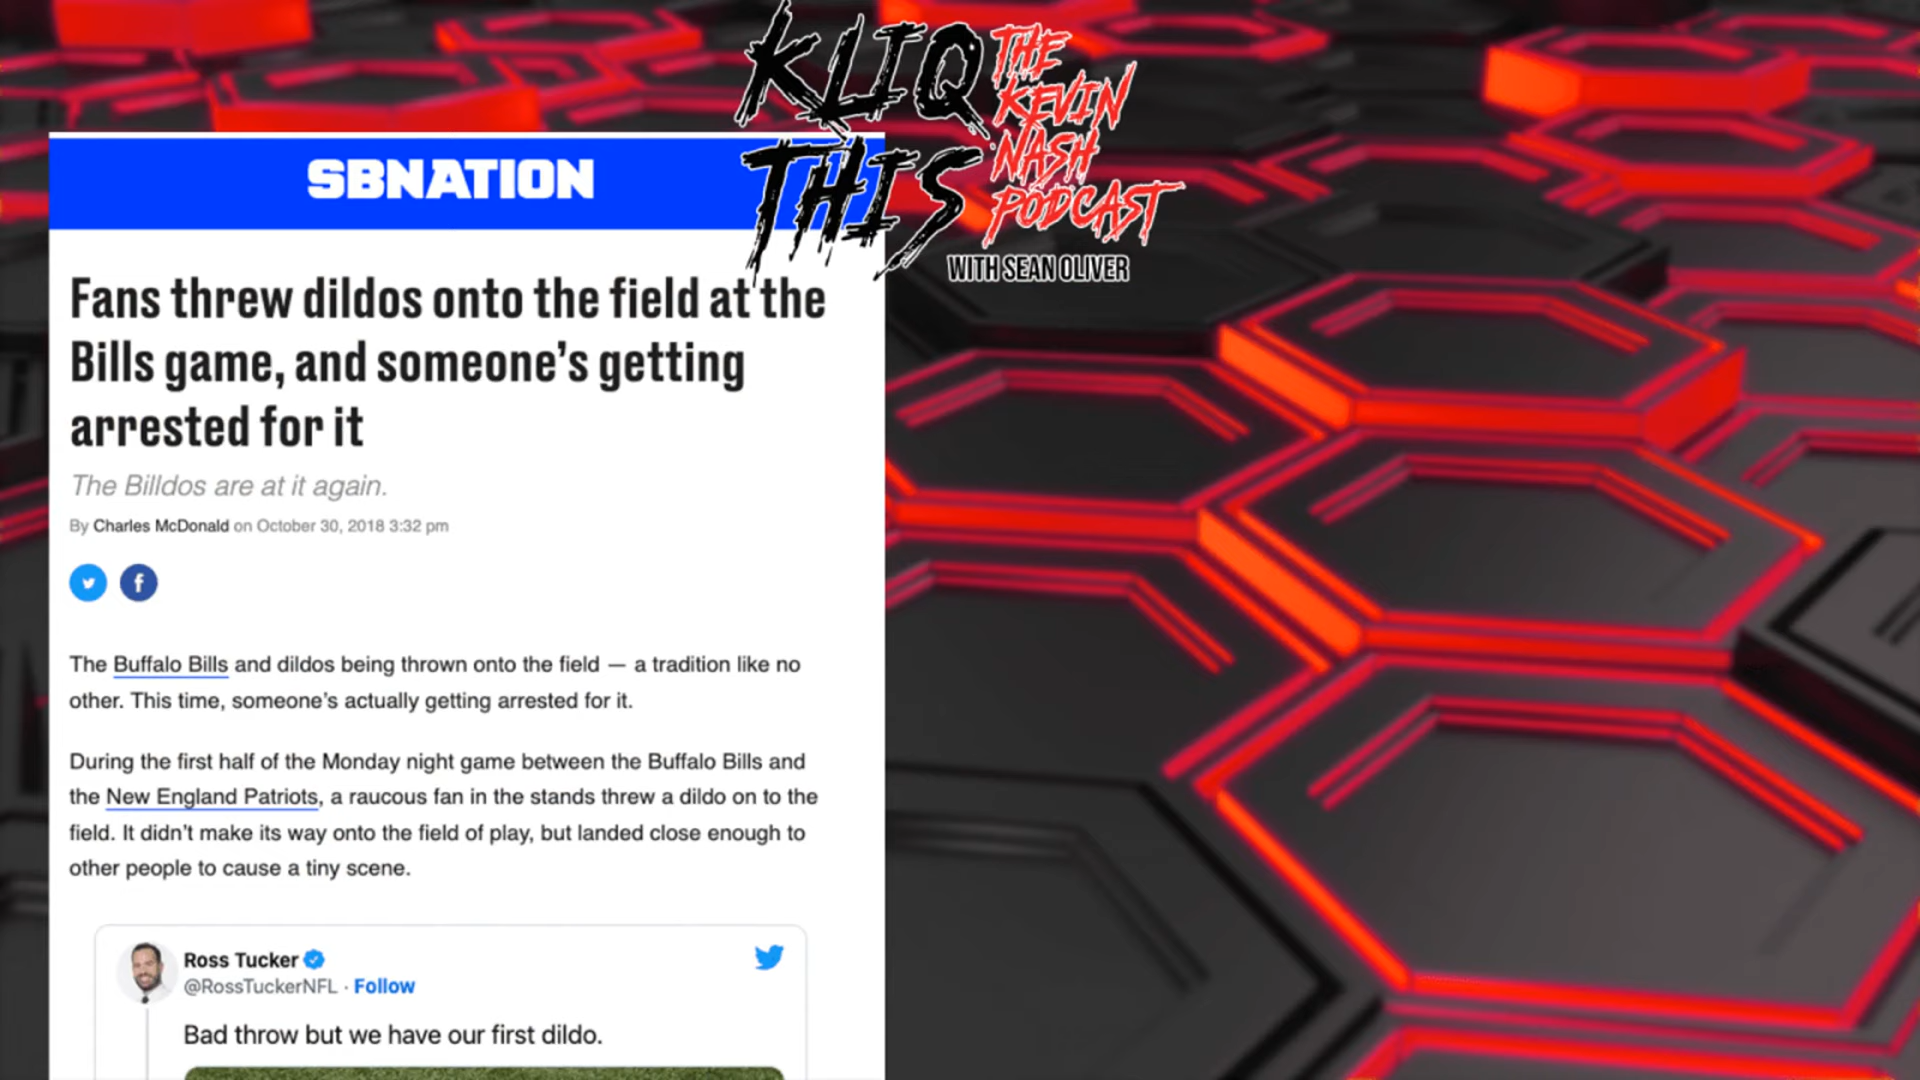 KLIQ
THIS
THE
KEVIN
NASH
PODCAST
WITH SEAN OLIVER
SBNATION
Fans threw dildos onto the field at the
Bills game, and someone’s getting
arrested for it
The Billdos are at it again.
By Charles McDonald on October 30, 2018 3:32 pm
The Buffalo Bills and dildos being thrown onto the field — a tradition like no
other. This time, someone’s actually getting arrested for it.
During the first half of the Monday night game between the Buffalo Bills and
the New England Patriots, a raucous fan in the stands threw a dildo on to the
field. It didn’t make its way onto the field of play, but landed close enough to
other people to cause a tiny scene.
Ross Tucker
@RossTuckerNFL · Follow
Bad throw but we have our first dildo.